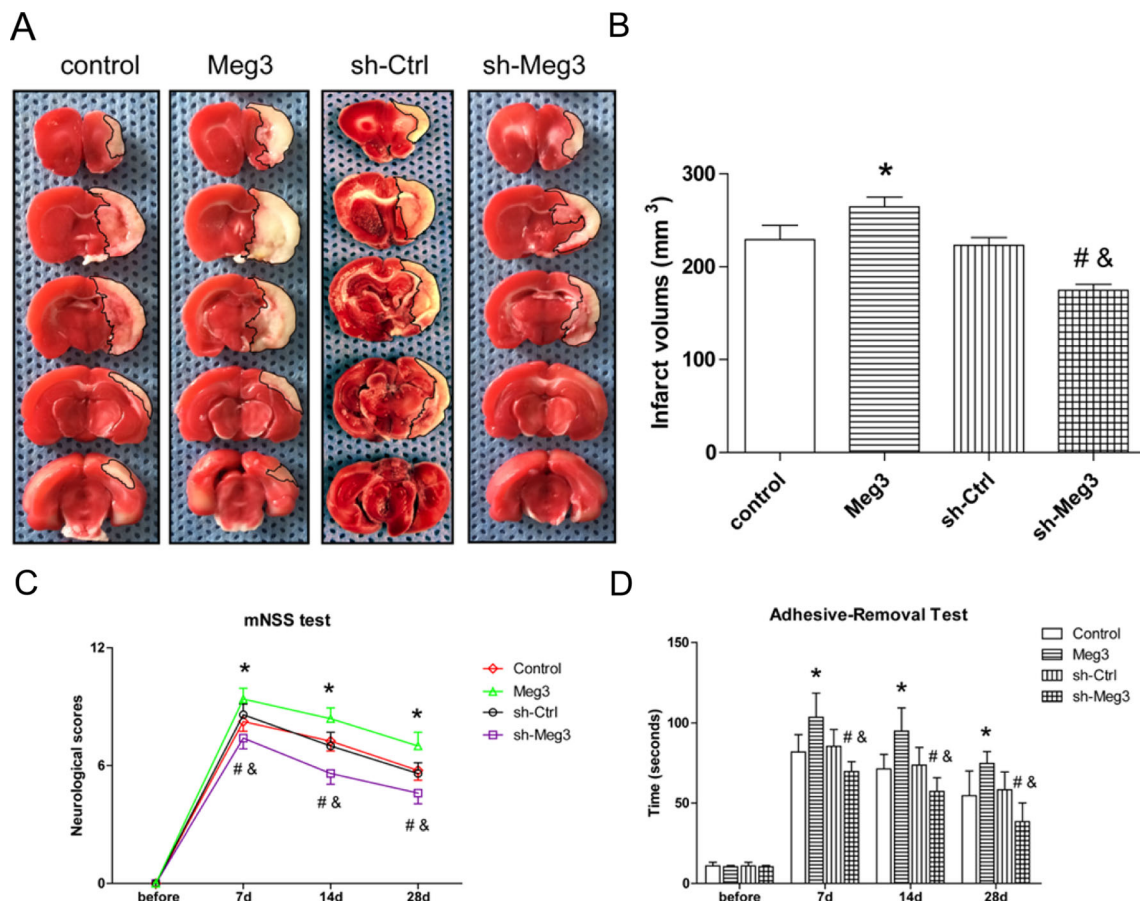 A
control Meg3 sh-Ctrl sh-Meg3
B
Infarct volums (mm 3)
300
200
100
0
*
# &
control
Meg3
sh-Ctrl
sh-Meg3
C
mNSS test
Neurological scores
12
6
0
* * *
# & # & # &
before 7d 14d 28d
Control
Meg3
sh-Ctrl
sh-Meg3
D
Adhesive-Removal Test
Time (seconds)
150
100
50
0
* * *
# & # & # &
before 7d 14d 28d
Control
Meg3
sh-Ctrl
sh-Meg3